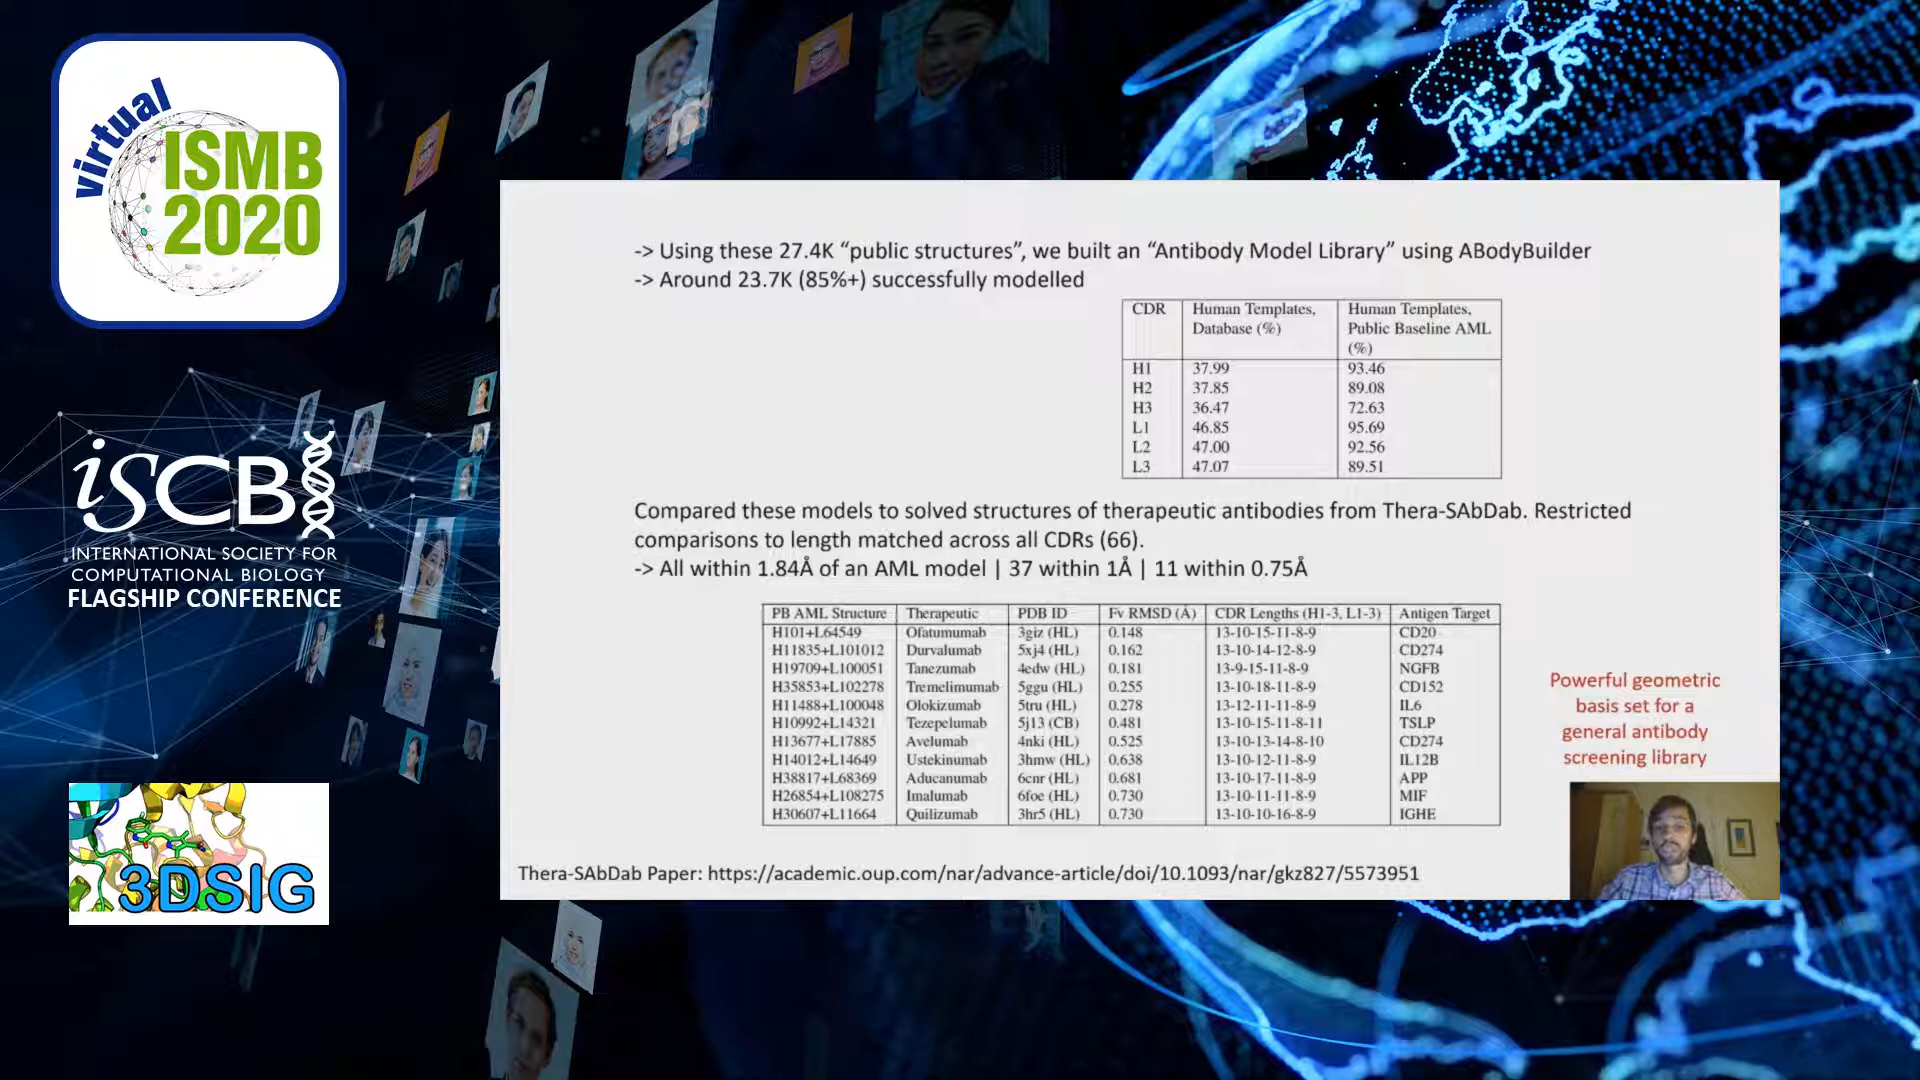 virtual
ISMB
2020
iSCB
INTERNATIONAL SOCIETY FOR
COMPUTATIONAL BIOLOGY
FLAGSHIP CONFERENCE
3DSIG
-> Using these 27.4K “public structures”, we built an “Antibody Model Library” using ABodyBuilder
-> Around 23.7K (85%+) successfully modelled
CDR Human Templates, Database (%) Human Templates, Public Baseline AML (%)
H1 37.99 93.46
H2 37.85 89.08
H3 36.47 72.63
L1 46.85 95.69
L2 47.00 92.56
L3 47.07 89.51
Compared these models to solved structures of therapeutic antibodies from Thera-SAbDab. Restricted
comparisons to length matched across all CDRs (66).
-> All within 1.84Å of an AML model | 37 within 1Å | 11 within 0.75Å
PB AML Structure Therapeutic PDB ID Fv RMSD (Å) CDR Lengths (H1-3, L1-3) Antigen Target
H101+L64549 Ofatumumab 3giz (HL) 0.148 13-10-15-11-8-9 CD20
H11835+L101012 Durvalumab 5xj4 (HL) 0.162 13-10-14-12-8-9 CD274
H19709+L100051 Tanezumab 4edw (HL) 0.181 13-9-15-11-8-9 NGFB
H35853+L102278 Tremelimumab 5ggu (HL) 0.255 13-10-18-11-8-9 CD152
H11488+L100048 Olokizumab 5tru (HL) 0.278 13-12-11-11-8-9 IL6
H10992+L14321 Tezepelumab 5j13 (CB) 0.481 13-10-15-11-8-11 TSLP
H13677+L17885 Avelumab 4nki (HL) 0.525 13-10-13-14-8-10 CD274
H14012+L14649 Ustekinumab 3hmw (HL) 0.638 13-10-12-11-8-9 IL12B
H38817+L68369 Aducanumab 6cnr (HL) 0.681 13-10-17-11-8-9 APP
H26854+L108275 Imalumab 6foe (HL) 0.730 13-10-11-11-8-9 MIF
H30607+L11664 Quilizumab 3hr5 (HL) 0.730 13-10-10-16-8-9 IGHE
Powerful geometric
basis set for a
general antibody
screening library
Thera-SAbDab Paper: https://academic.oup.com/nar/advance-article/doi/10.1093/nar/gkz827/5573951